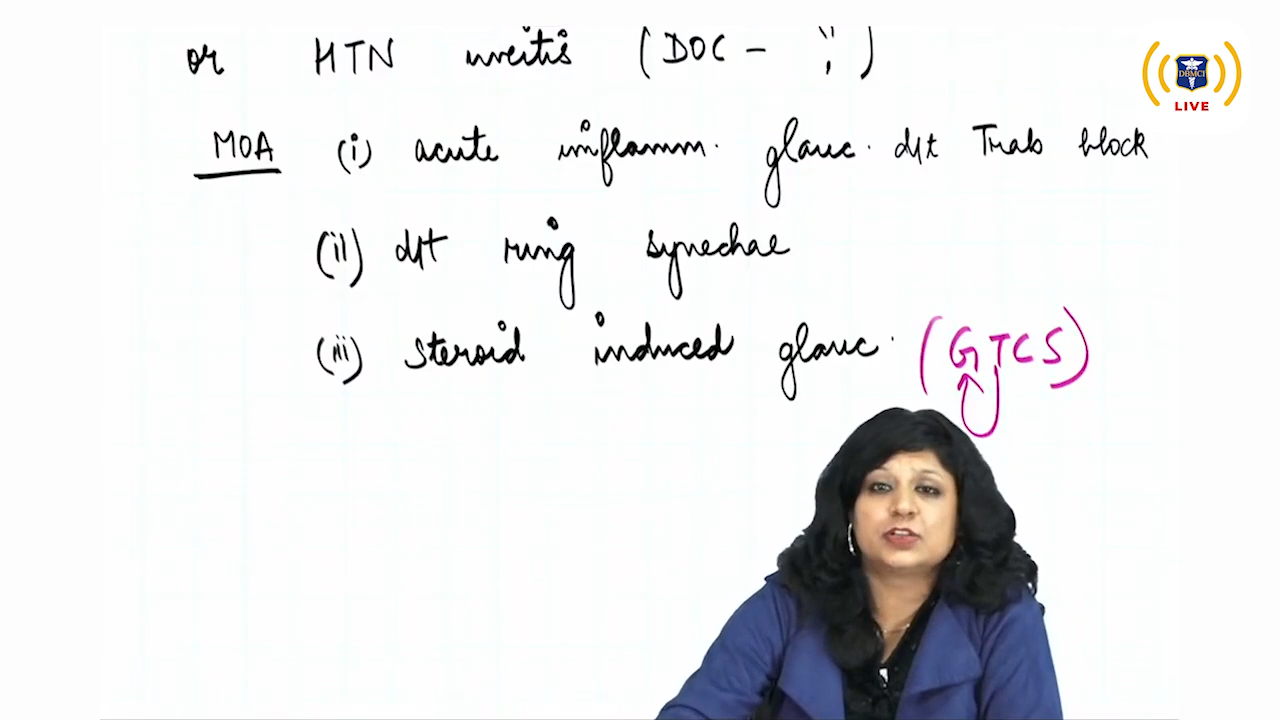 or HTN uveitis (DOC - ;; )
DBMCI
LIVE
MOA (i) acute inflamm. glauc. d/t Trab block
(ii) d/t ring synechae
(iii) steroid induced glauc. (GTCS)